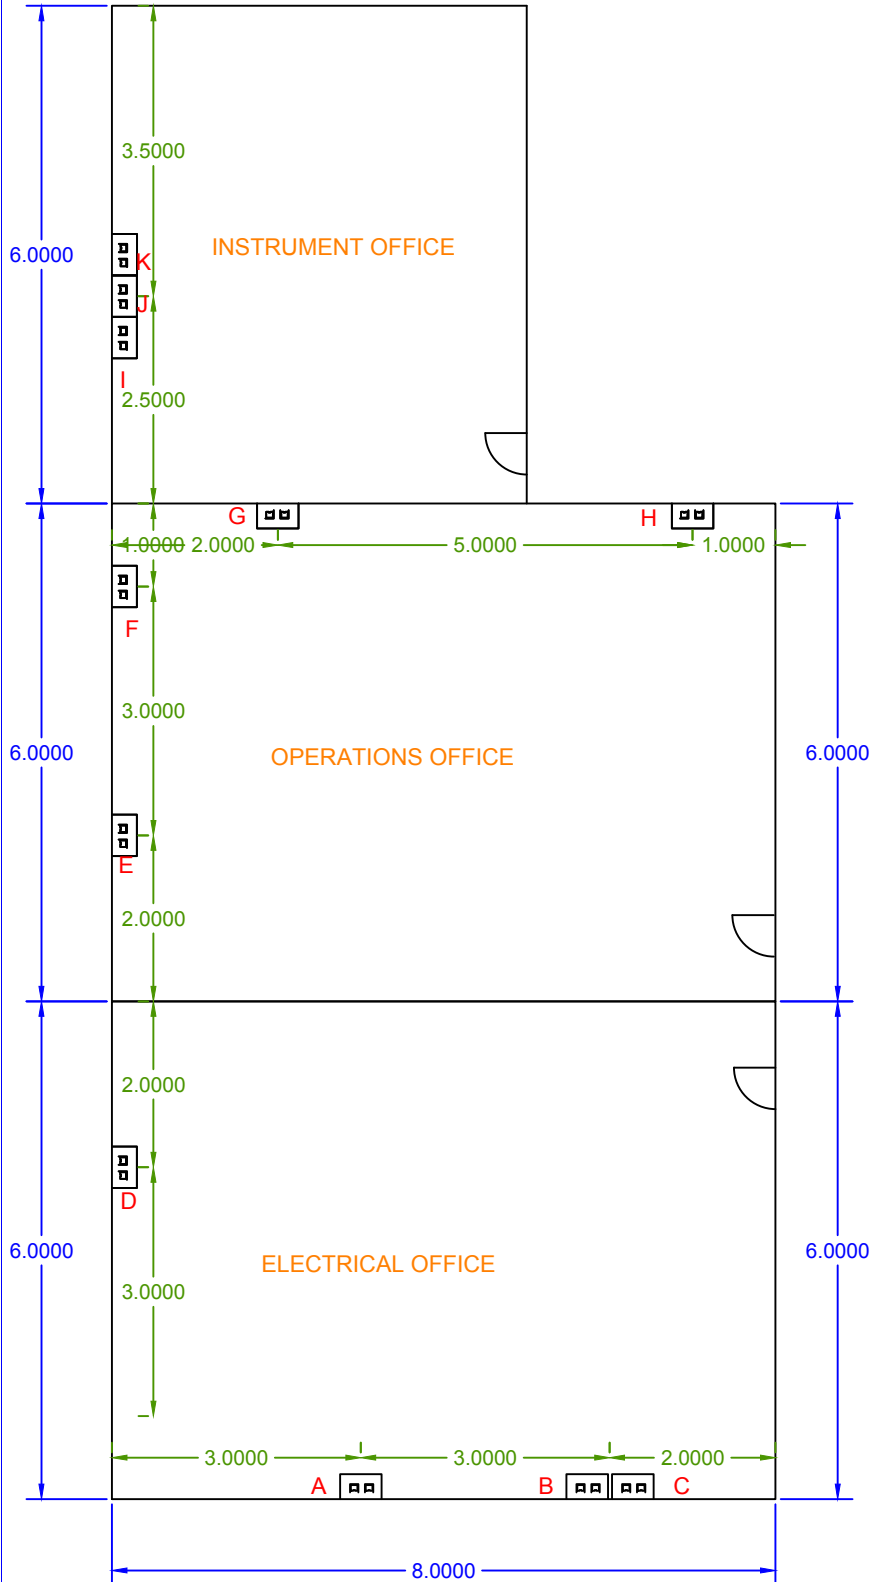 3.5000
INSTRUMENT OFFICE
6.0000
K
J
I
2.5000
G
H
1.0000 2.0000
5.0000
1.0000
F
3.0000
6.0000
OPERATIONS OFFICE
6.0000
E
2.0000
2.0000
D
6.0000
ELECTRICAL OFFICE
6.0000
3.0000
3.0000
3.0000
2.0000
A
B
C
8.0000